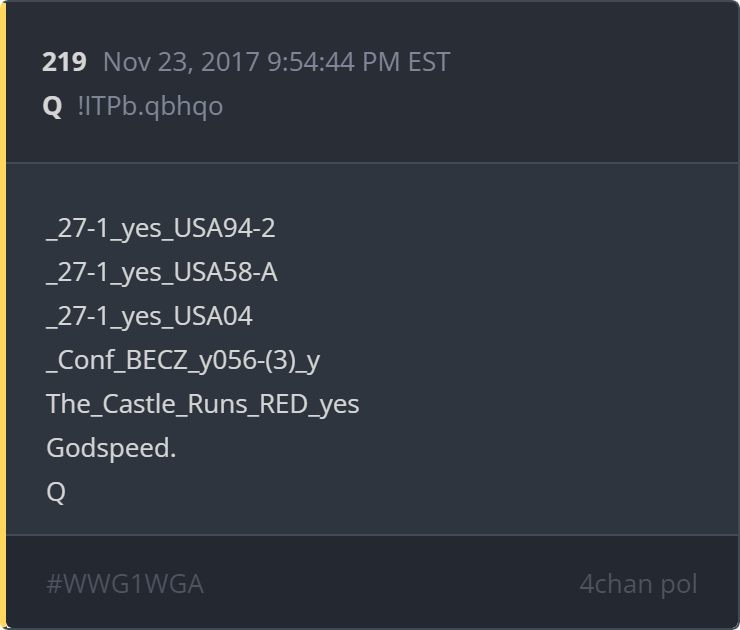 219 Nov 23, 2017 9:54:44 PM EST
Q !ITPb.qbhqo
_27-1_yes_USA94-2
_27-1_yes_USA58-A
_27-1_yes_USA04
_Conf_BECZ_y056-(3)_y
The_Castle_Runs_RED_yes
Godspeed.
Q
#WWG1WGA 4chan pol